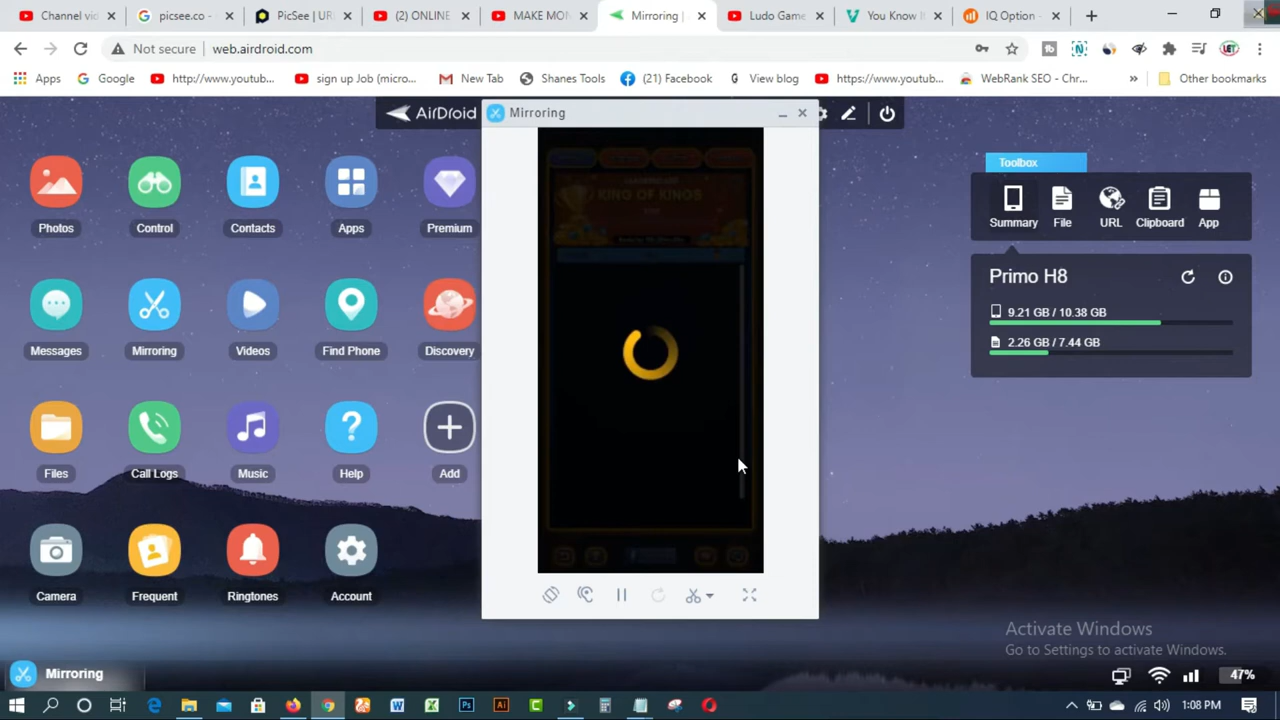 Channel vid
picsee.co -
PicSee | URL
(2) ONLINE
MAKE MON
Mirroring |
Ludo Game
You Know I
IQ Option -
Not secure
web.airdroid.com
Apps
Google
http://www.youtub...
sign up Job (micro...
New Tab
Shanes Tools
(21) Facebook
View blog
https://www.youtub...
WebRank SEO - Chr...
Other bookmarks
AirDroid
Mirroring
KING OF KINGS
Photos
Control
Contacts
Apps
Premium
Messages
Mirroring
Videos
Find Phone
Discovery
Files
Call Logs
Music
Help
Add
Camera
Frequent
Ringtones
Account
Toolbox
Summary
File
URL
Clipboard
App
Primo H8
9.21 GB / 10.38 GB
2.26 GB / 7.44 GB
Activate Windows
Go to Settings to activate Windows.
Mirroring
47%
1:08 PM